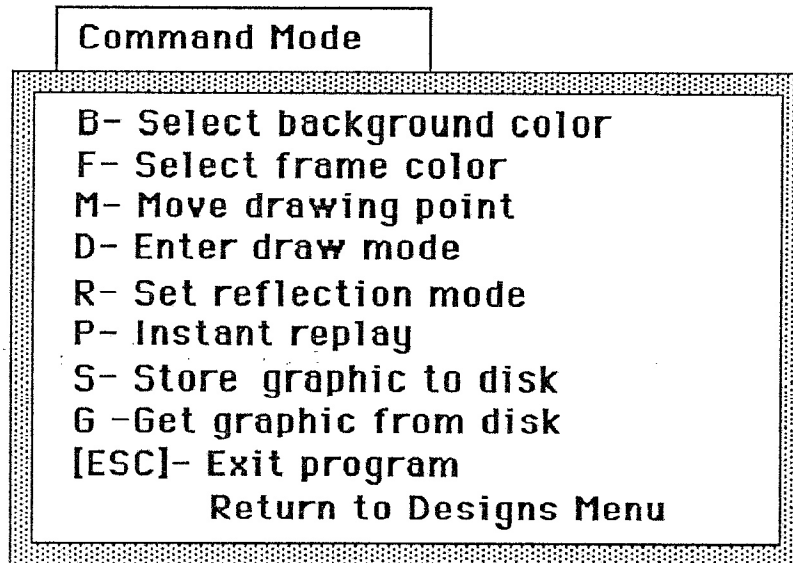 Command Mode
B- Select background color
F- Select frame color
M- Move drawing point
D- Enter draw mode
R- Set reflection mode
P- Instant replay
S- Store graphic to disk
G -Get graphic from disk
[ESC]- Exit program
Return to Designs Menu